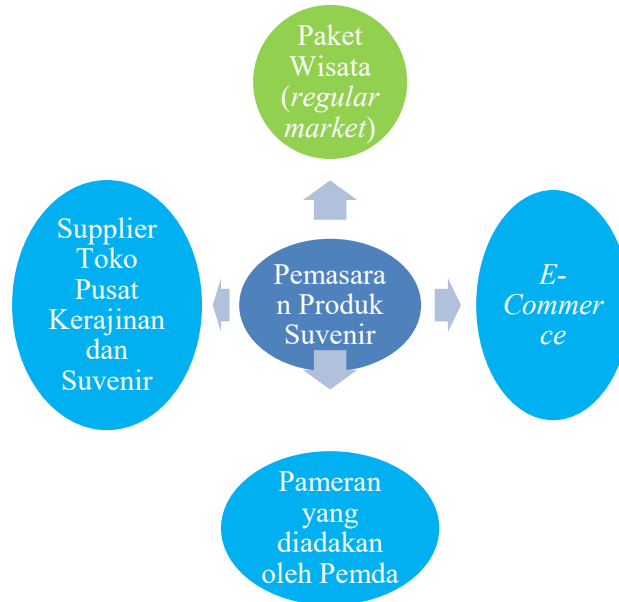 Paket
Wisata
(regular
market)
Supplier
Toko
Pusat
Kerajinan
dan
Suvenir
Pemasara
n Produk
Suvenir
E-
Commer
ce
Pameran
yang
diadakan
oleh Pemda